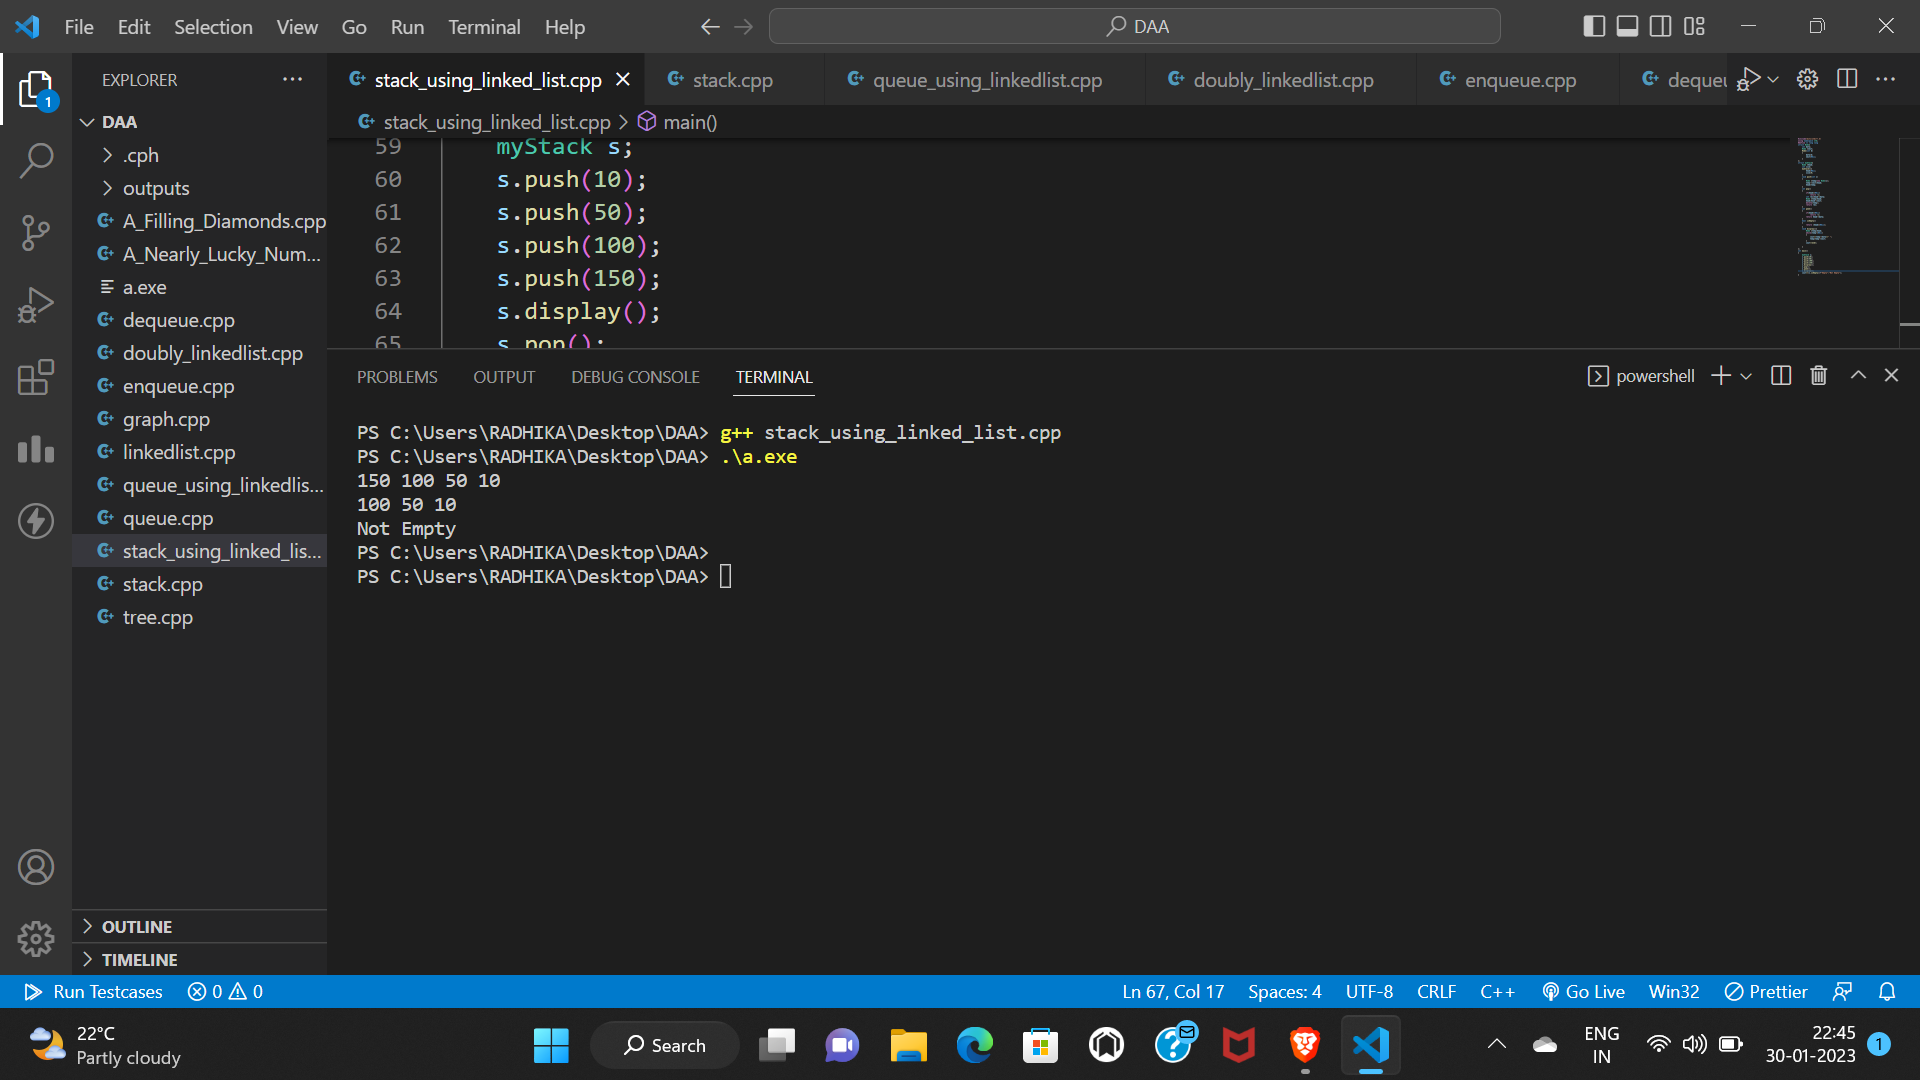 File Edit Selection View Go Run Terminal Help
DAA
EXPLORER
DAA
.cph
outputs
A_Filling_Diamonds.cpp
A_Nearly_Lucky_Num...
a.exe
dequeue.cpp
doubly_linkedlist.cpp
enqueue.cpp
graph.cpp
linkedlist.cpp
queue_using_linkedlis...
queue.cpp
stack_using_linked_lis...
stack.cpp
tree.cpp
OUTLINE
TIMELINE
1
stack_using_linked_list.cpp stack.cpp queue_using_linkedlist.cpp doubly_linkedlist.cpp enqueue.cpp dequeu
stack_using_linked_list.cpp > main()
59 myStack s;
60 s.push(10);
61 s.push(50);
62 s.push(100);
63 s.push(150);
64 s.display();
65 s.pop();
PROBLEMS OUTPUT DEBUG CONSOLE TERMINAL powershell
PS C:\Users\RADHIKA\Desktop\DAA> g++ stack_using_linked_list.cpp
PS C:\Users\RADHIKA\Desktop\DAA> .\a.exe
150 100 50 10
100 50 10
Not Empty
PS C:\Users\RADHIKA\Desktop\DAA>
PS C:\Users\RADHIKA\Desktop\DAA>
Run Testcases 0 0 Ln 67, Col 17 Spaces: 4 UTF-8 CRLF C++ Go Live Win32 Prettier
22°C
Partly cloudy
Search
ENG
IN
22:45
30-01-2023
1